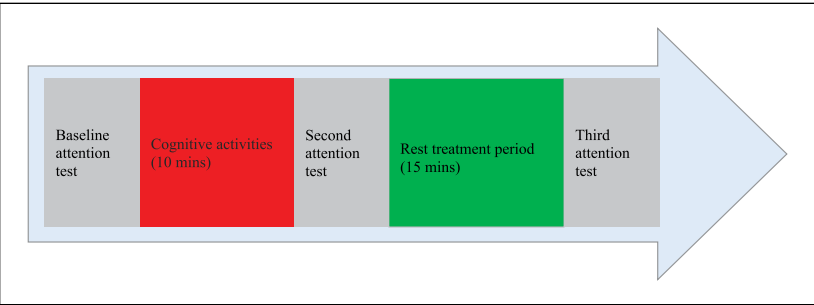 Baseline
attention
test
Cognitive activities
(10 mins)
Second
attention
test
Rest treatment period
(15 mins)
Third
attention
test